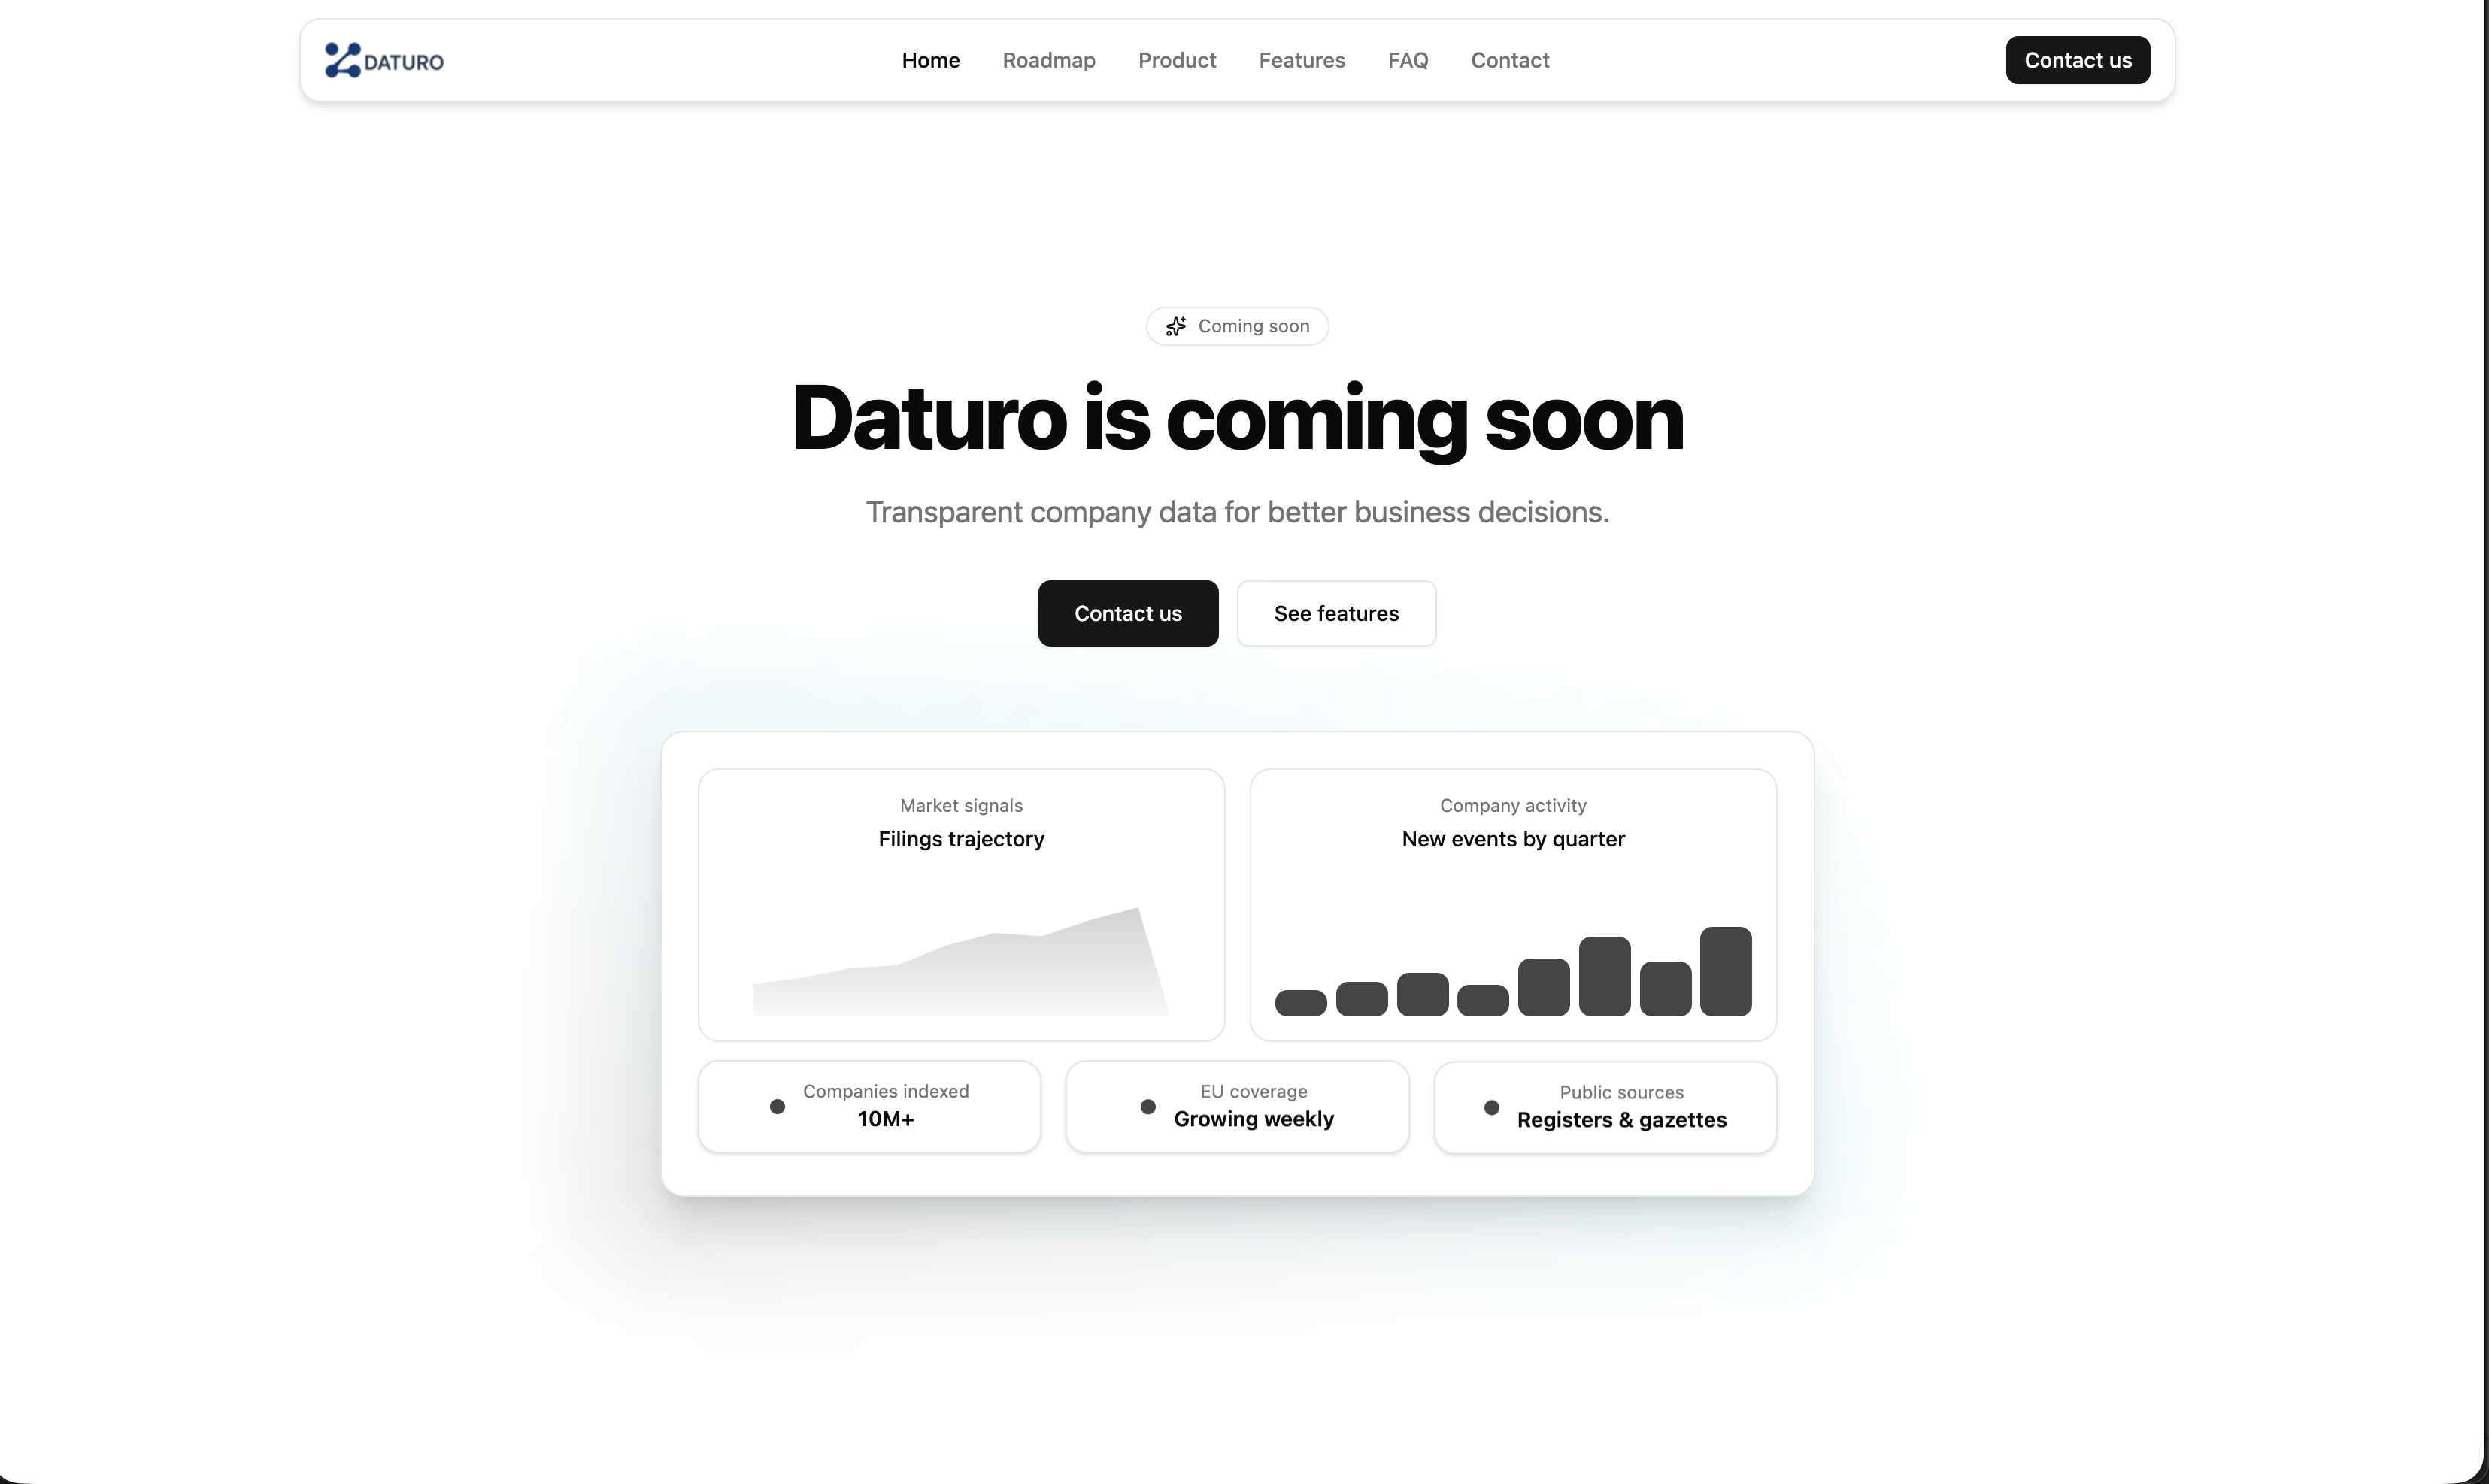 DATURO
Home Roadmap Product Features FAQ Contact
Contact us
Coming soon
Daturo is coming soon
Transparent company data for better business decisions.
Contact us
See features
Market signals
Filings trajectory
Company activity
New events by quarter
Companies indexed
10M+
EU coverage
Growing weekly
Public sources
Registers & gazettes